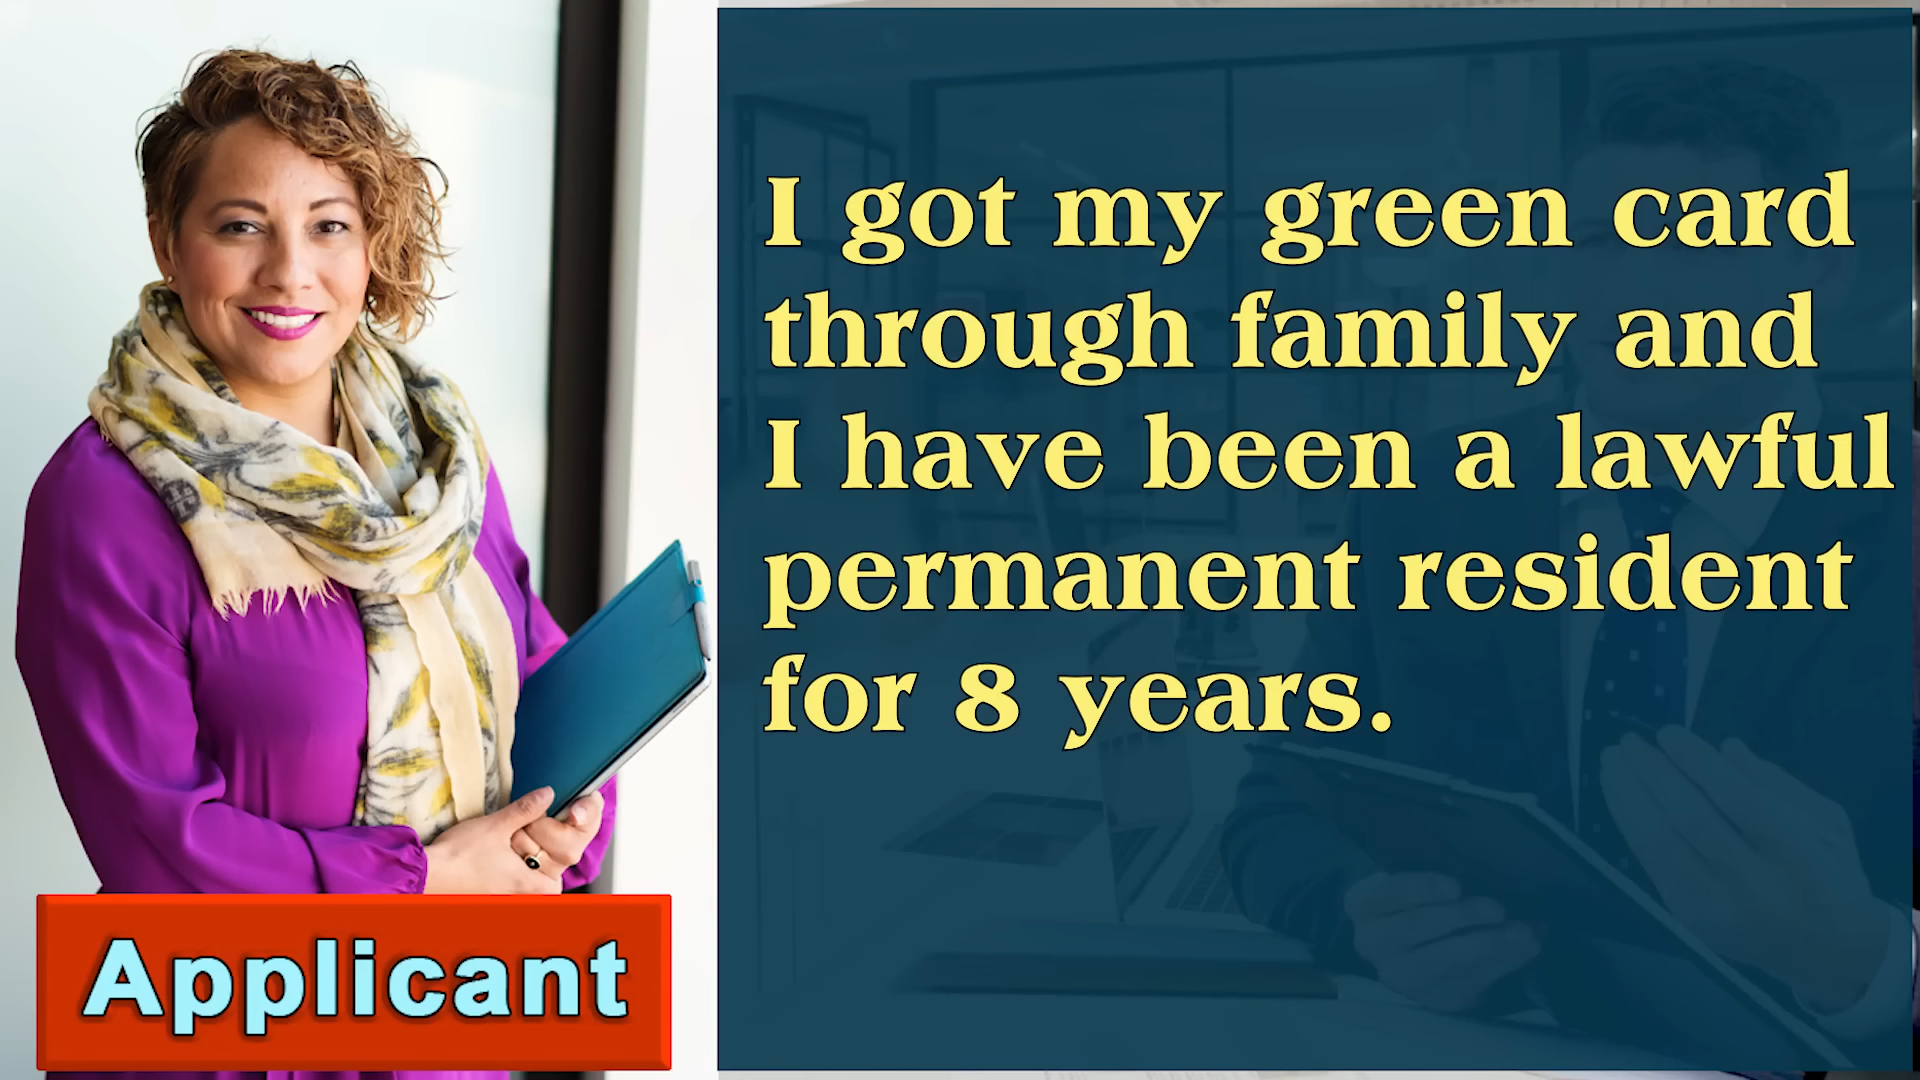 I got my green card
through family and
I have been a lawful
permanent resident
for 8 years.
Applicant